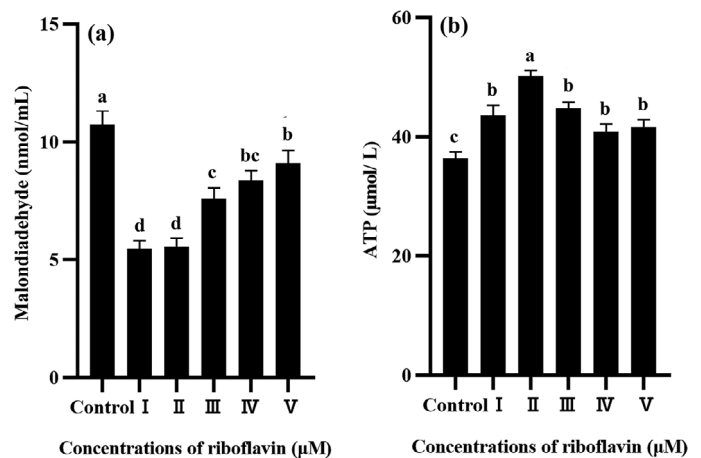 (a)
Malondiadehyde (nmol/mL)
15
10
5
0
a
d
d
c
bc
b
Control Ⅰ Ⅱ Ⅲ Ⅳ Ⅴ
Concentrations of riboflavin (μM)
(b)
ATP (μmol/ L)
60
40
20
0
c
b
a
b
b
b
Control Ⅰ Ⅱ Ⅲ Ⅳ Ⅴ
Concentrations of riboflavin (μM)